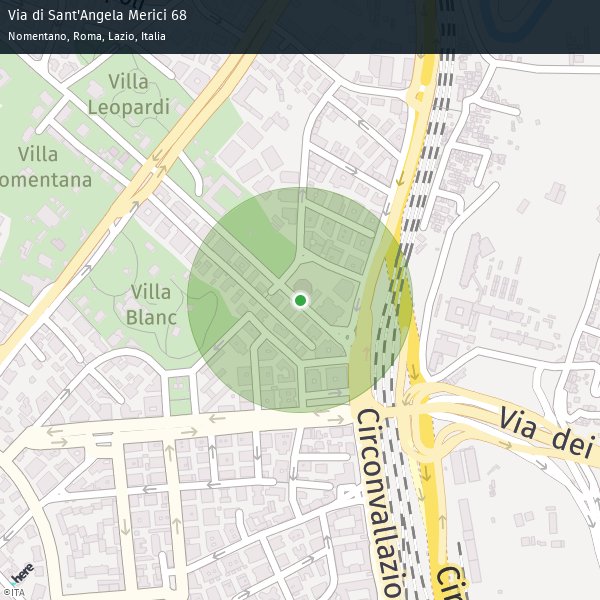 Via di Sant'Angela Merici 68
Nomentano, Roma, Lazio, Italia
Villa
Leopardi
Villa
omentana
Villa
Blanc
Via dei
Circonvallazio
Cir
here
©ITA